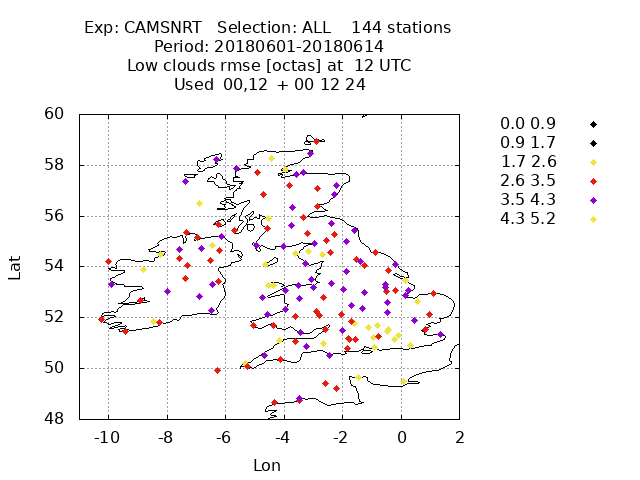 Exp: CAMSNRT Selection: ALL 144 stations
Period: 20180601-20180614
Low clouds rmse [octas] at 12 UTC
Used 00,12 + 00 12 24
60
58
56
54
52
50
48
Lat
-10 -8 -6 -4 -2 0 2
Lon
0.0 0.9
0.9 1.7
1.7 2.6
2.6 3.5
3.5 4.3
4.3 5.2